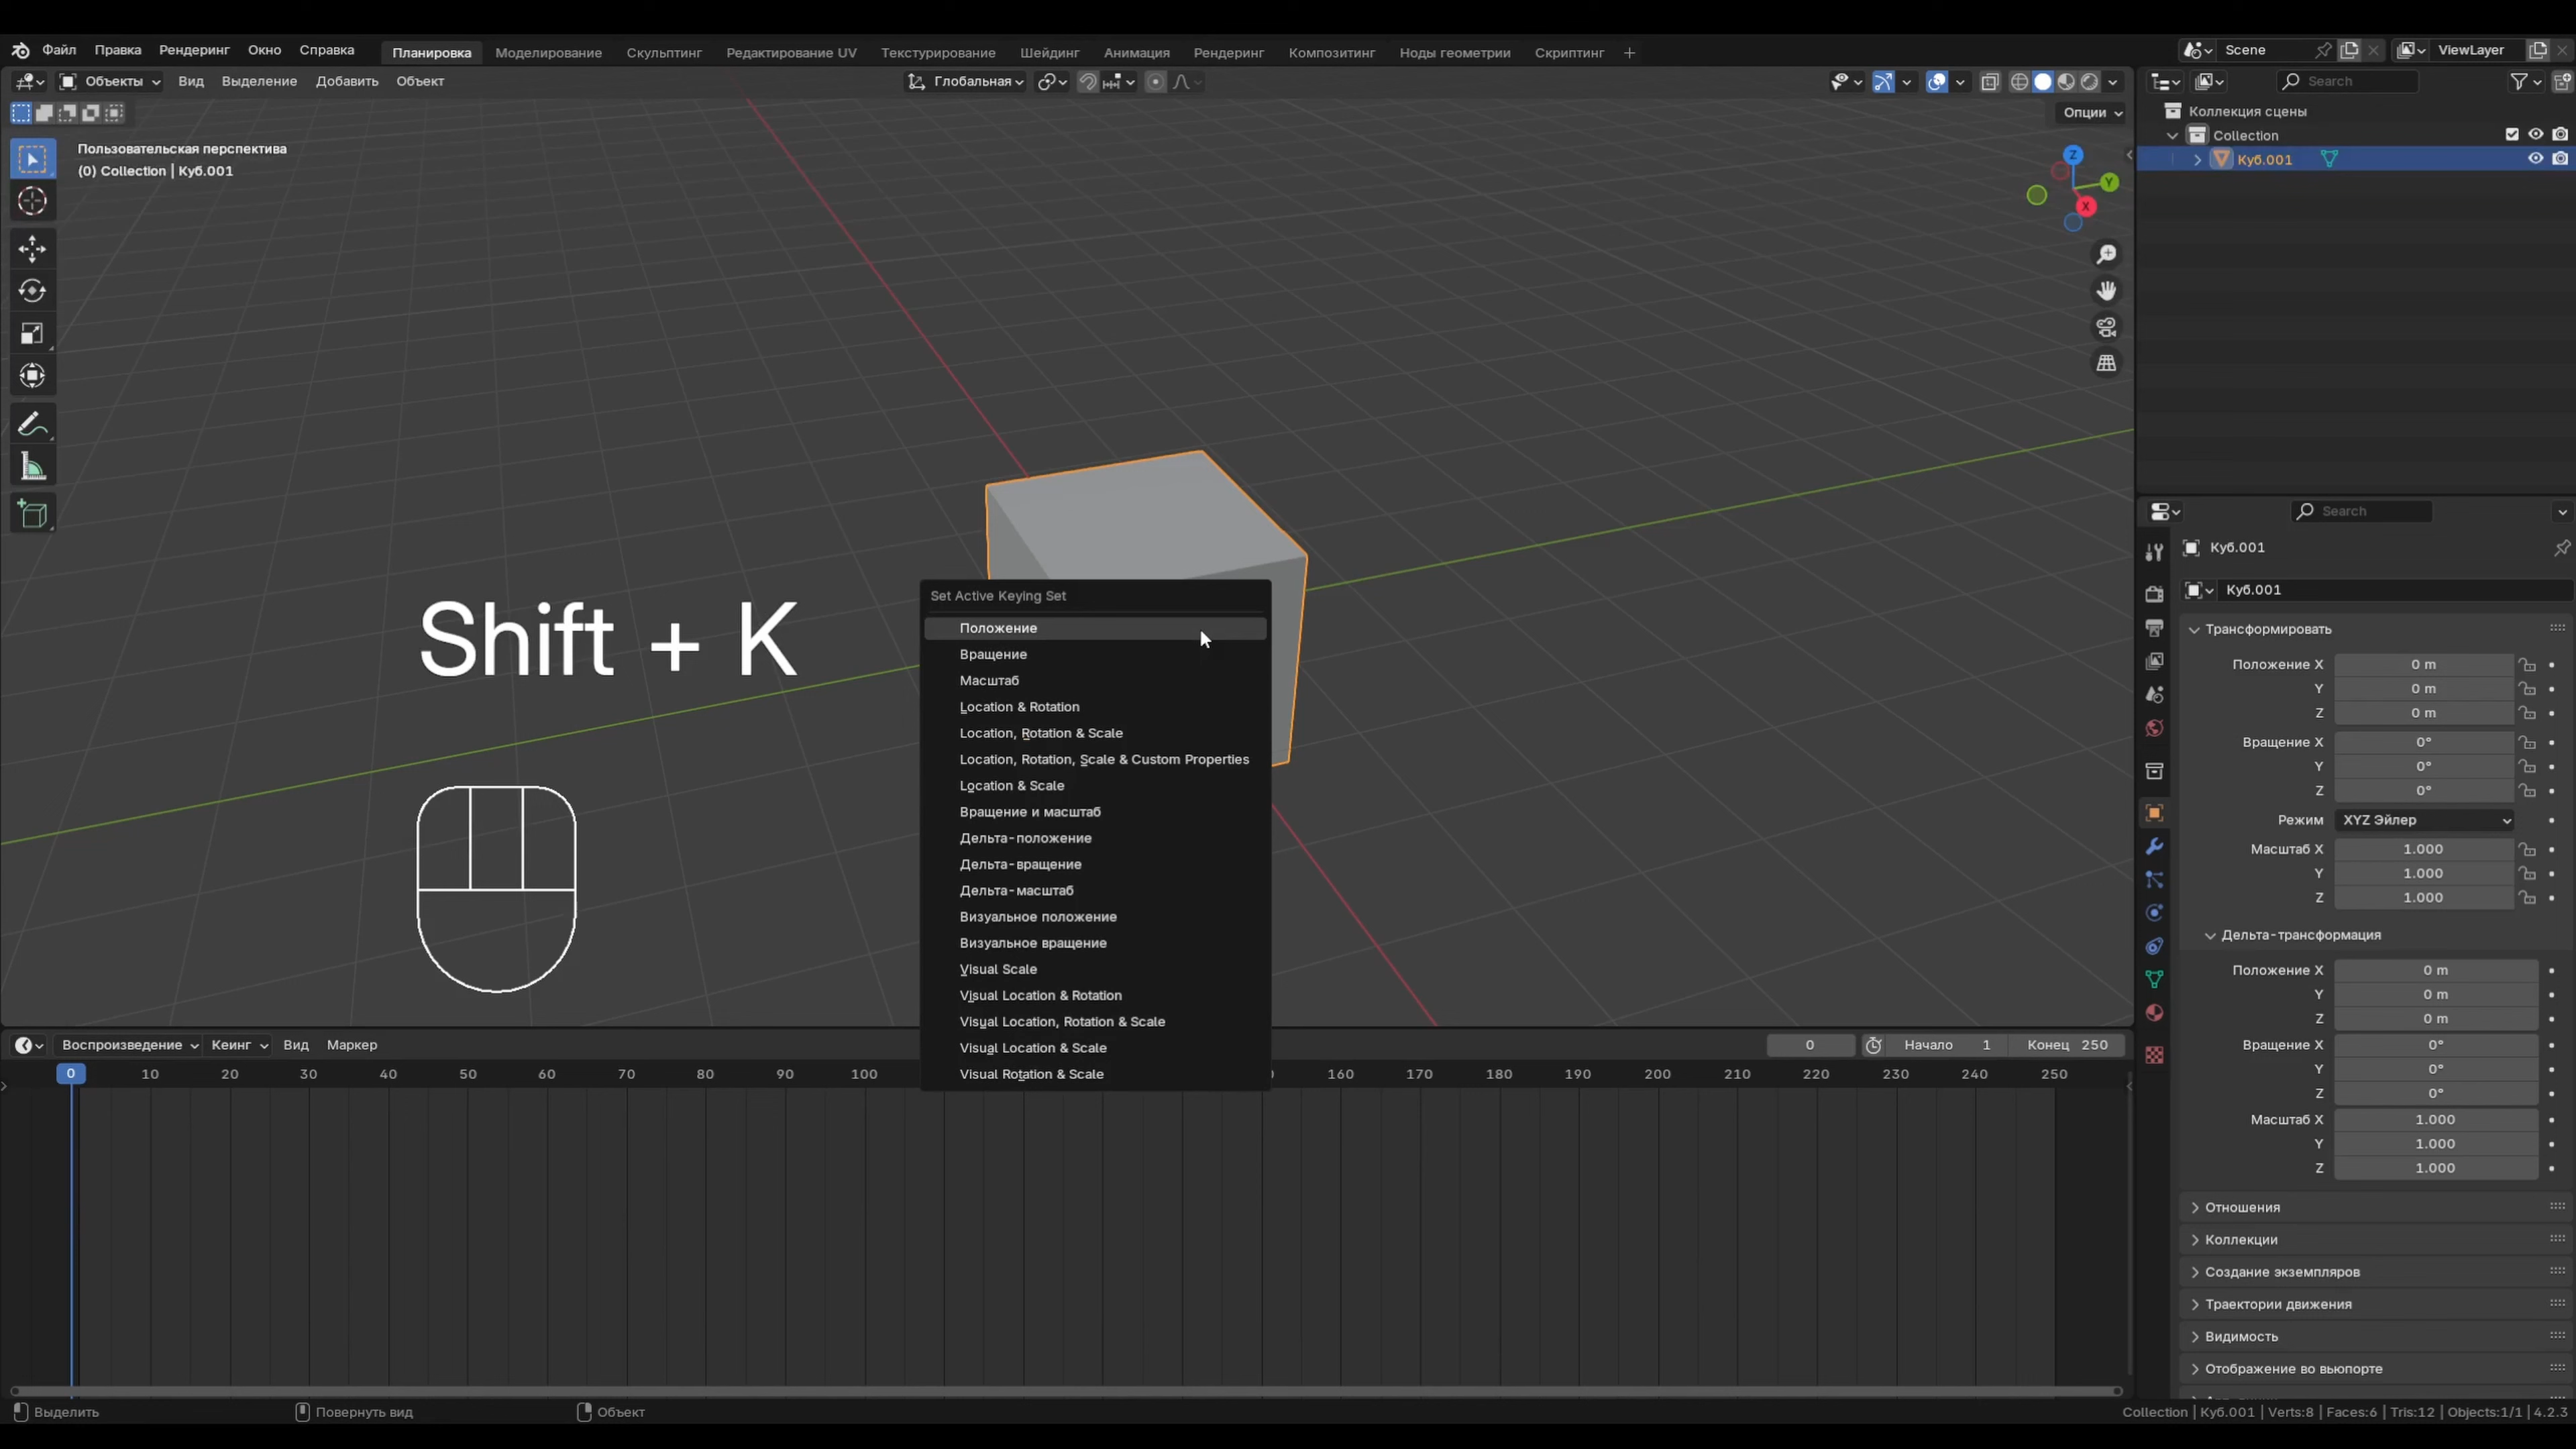 Файл Правка Рендеринг Окно Справка Планировка Моделирование Скульптинг Редактирование UV Текстурирование Шейдинг Анимация Рендеринг Композитинг Ноды геометрии Скриптинг + Scene ViewLayer
Объекты Вид Выделение Добавить Объект Глобальная Search
Опции
Пользовательская перспектива
(0) Collection | Куб.001
Z
Y
X
Коллекция сцены
Collection
Куб.001
Shift + K
Set Active Keying Set
Положение
Вращение
Масштаб
Location & Rotation
Location, Rotation & Scale
Location, Rotation, Scale & Custom Properties
Location & Scale
Вращение и масштаб
Дельта-положение
Дельта-вращение
Дельта-масштаб
Визуальное положение
Визуальное вращение
Visual Scale
Visual Location & Rotation
Visual Location, Rotation & Scale
Visual Location & Scale
Visual Rotation & Scale
Search
Куб.001
Куб.001
Трансформировать
Положение X 0 m
Y 0 m
Z 0 m
Вращение X 0°
Y 0°
Z 0°
Режим XYZ Эйлер
Масштаб X 1.000
Y 1.000
Z 1.000
Дельта-трансформация
Положение X 0 m
Y 0 m
Z 0 m
Вращение X 0°
Y 0°
Z 0°
Масштаб X 1.000
Y 1.000
Z 1.000
Отношения
Коллекции
Создание экземпляров
Траектории движения
Видимость
Отображение во вьюпорте
Воспроизведение Кеинг Вид Маркер 0 Начало 1 Конец 250
0 10 20 30 40 50 60 70 80 90 100 160 170 180 190 200 210 220 230 240 250
Выделить Повернуть вид Объект Collection | Куб.001 | Verts:8 | Faces:6 | Tris:12 | Objects:1/1 | 4.2.3